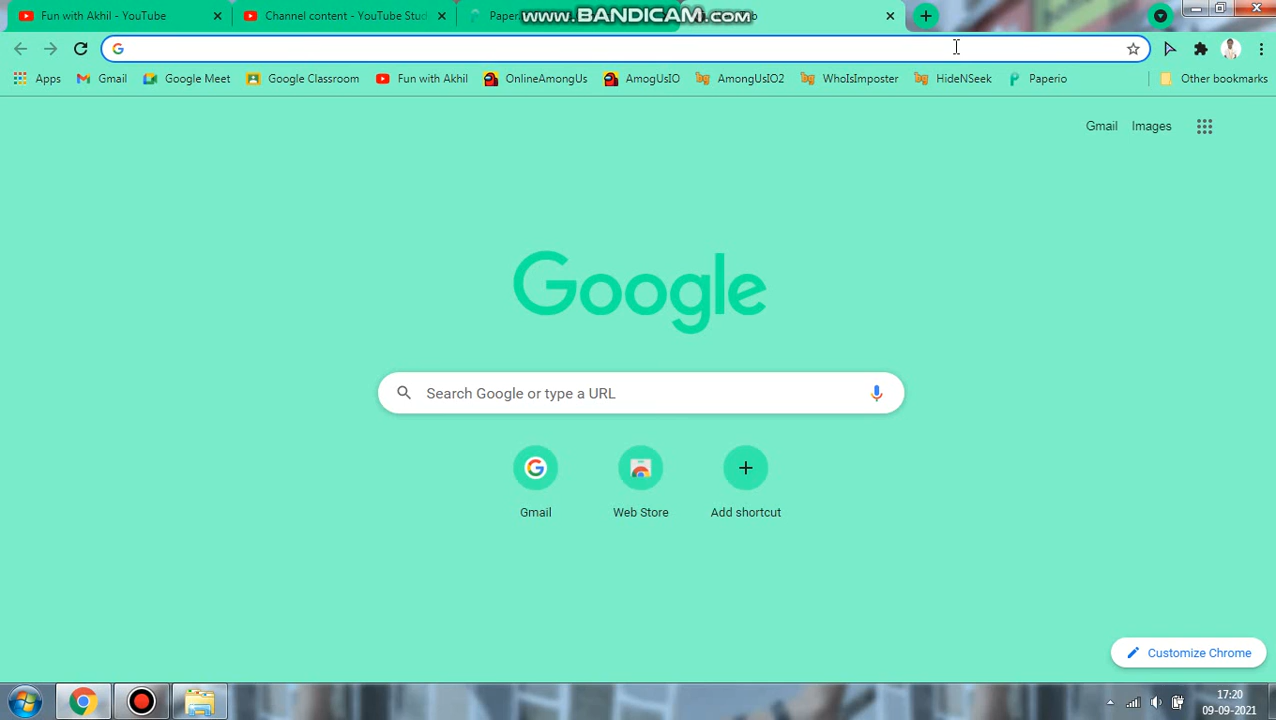 Fun with Akhil - YouTube
Channel content - YouTube Stud
Paper
www.BANDICAM.com
Apps
Gmail
Google Meet
Google Classroom
Fun with Akhil
OnlineAmongUs
AmogUsIO
AmongUsIO2
WhoIsImposter
HideNSeek
Paperio
Other bookmarks
Gmail
Images
Google
Search Google or type a URL
Gmail
Web Store
Add shortcut
Customize Chrome
17:20
09-09-2021